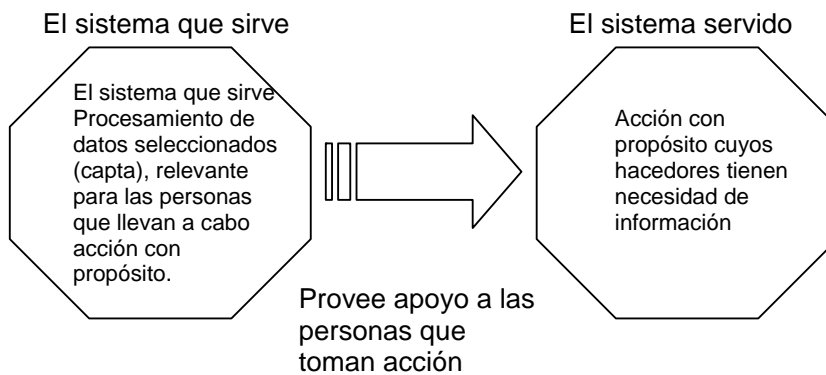 El sistema que sirve
El sistema servido
El sistema que sirve
Procesamiento de
datos seleccionados
(capta), relevante
para las personas
que llevan a cabo
acción con
propósito.
Acción con
propósito cuyos
hacedores tienen
necesidad de
información
Provee apoyo a las
personas que
toman acción